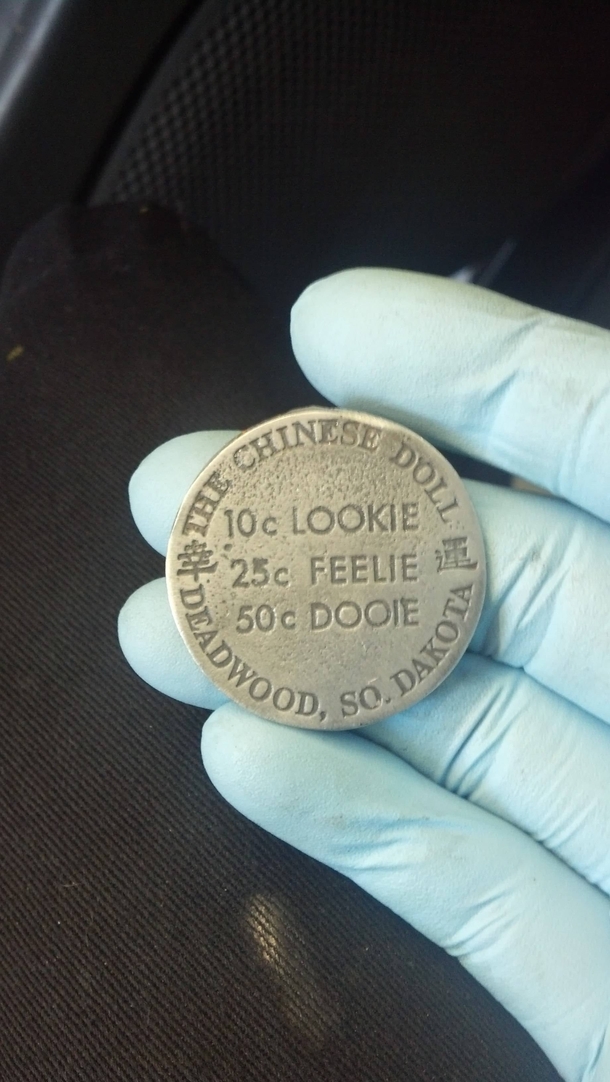 THE CHINESE DOLL
10c LOOKIE
25c FEELIE
50c DOOIE
DEADWOOD, SO. DAKOTA